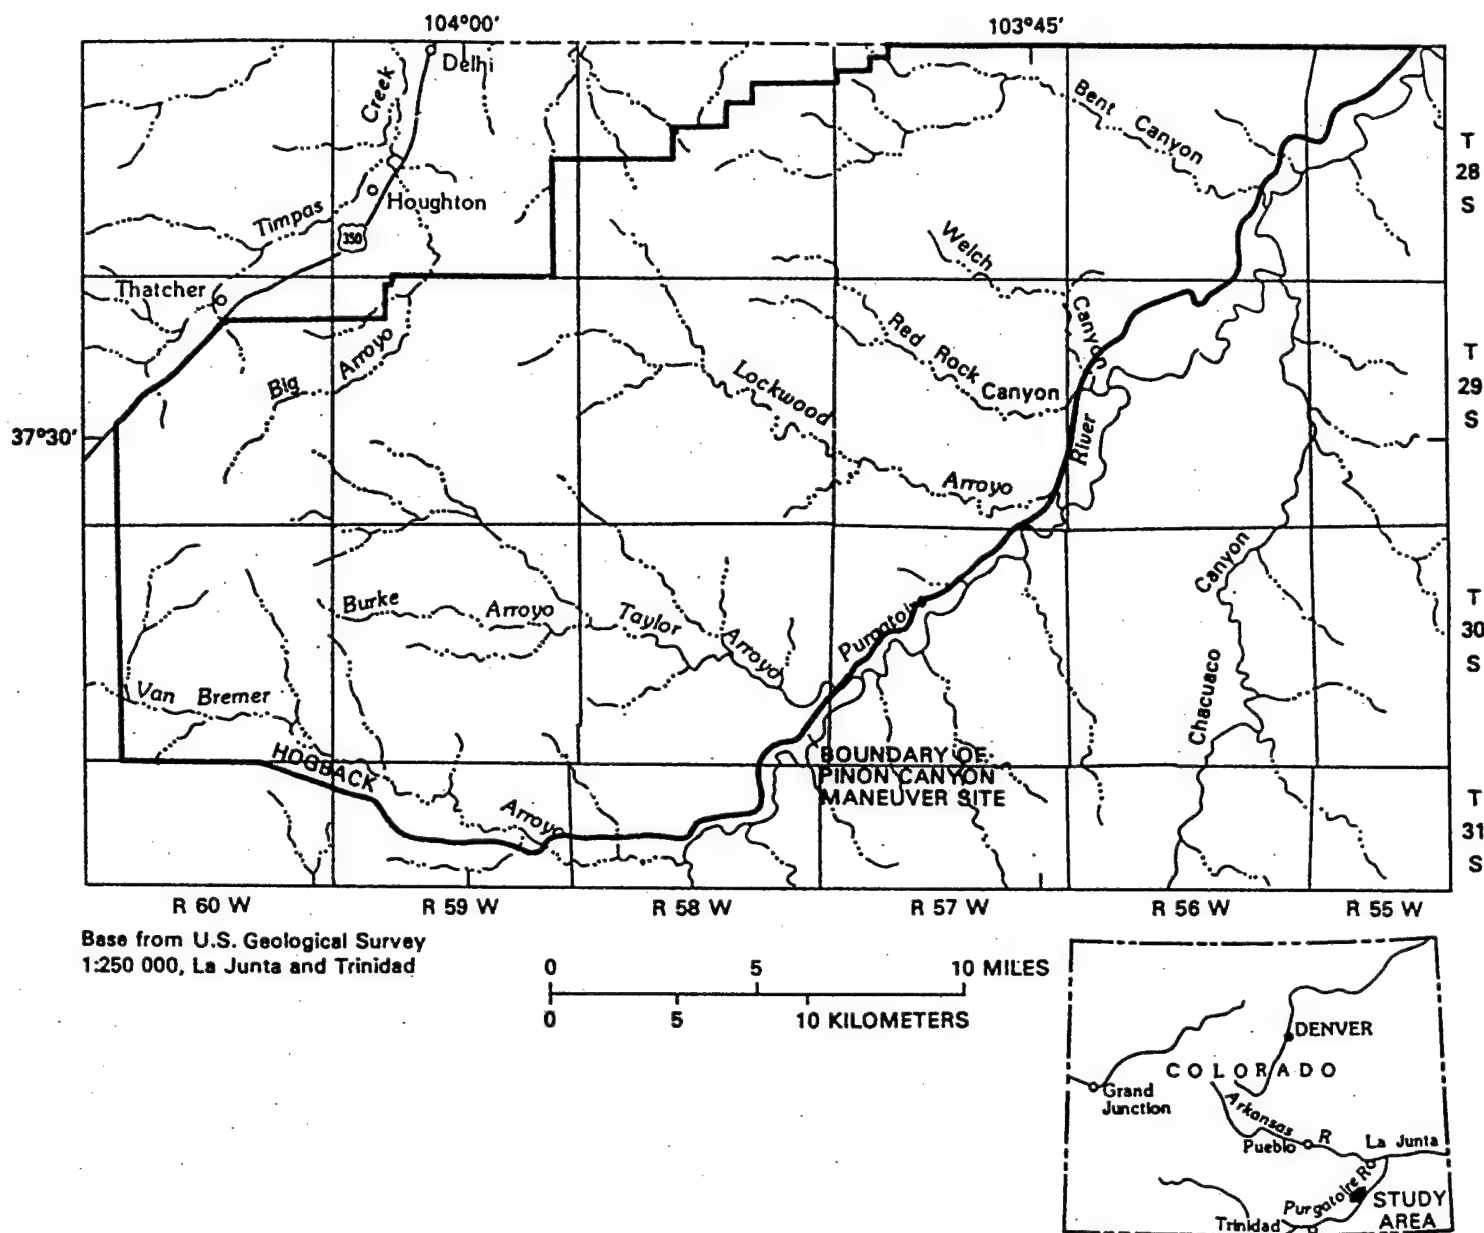 104°00′ 103°45′
Delhi
Creek
Bent Canyon
T
28
S
Houghton
Timpas
350
Welch
Thatcher
Canyon
Big Arroyo
Red Rock
Canyon
Lockwood
T
29
S
37°30′
River
Arroyo
Canyon
Burke Arroyo Taylor
Arroyo
Purgatoire
T
30
S
Chacuaco
Van Bremer
HOGBACK
BOUNDARY OF
PINON CANYON
MANEUVER SITE
Arroyo
T
31
S
R 60 W R 59 W R 58 W R 57 W R 56 W R 55 W
Base from U.S. Geological Survey
1:250 000, La Junta and Trinidad
0 5 10 MILES
0 5 10 KILOMETERS
DENVER
COLORADO
Grand
Junction
Arkansas R
Pueblo
La Junta
Purgatoire R
STUDY
AREA
Trinidad